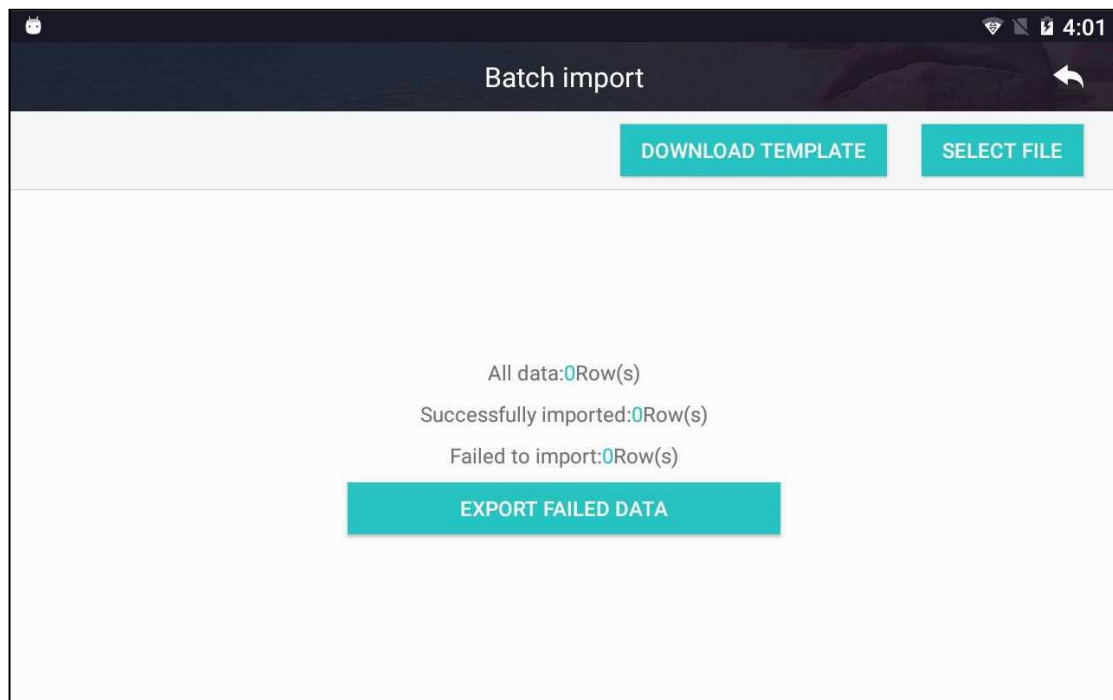 4:01
Batch import
DOWNLOAD TEMPLATE SELECT FILE
All data:0Row(s)
Successfully imported:0Row(s)
Failed to import:0Row(s)
EXPORT FAILED DATA